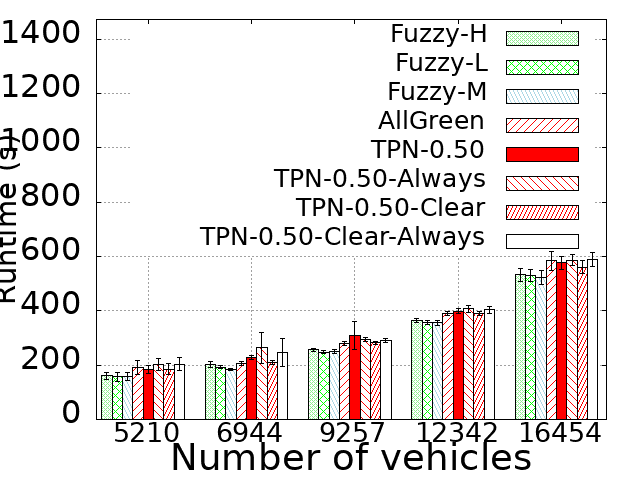 1400
1200
1000
800
600
400
200
0
Runtime (s)
Fuzzy-H
Fuzzy-L
Fuzzy-M
AllGreen
TPN-0.50
TPN-0.50-Always
TPN-0.50-Clear
TPN-0.50-Clear-Always
5210 6944 9257 12342 16454
Number of vehicles